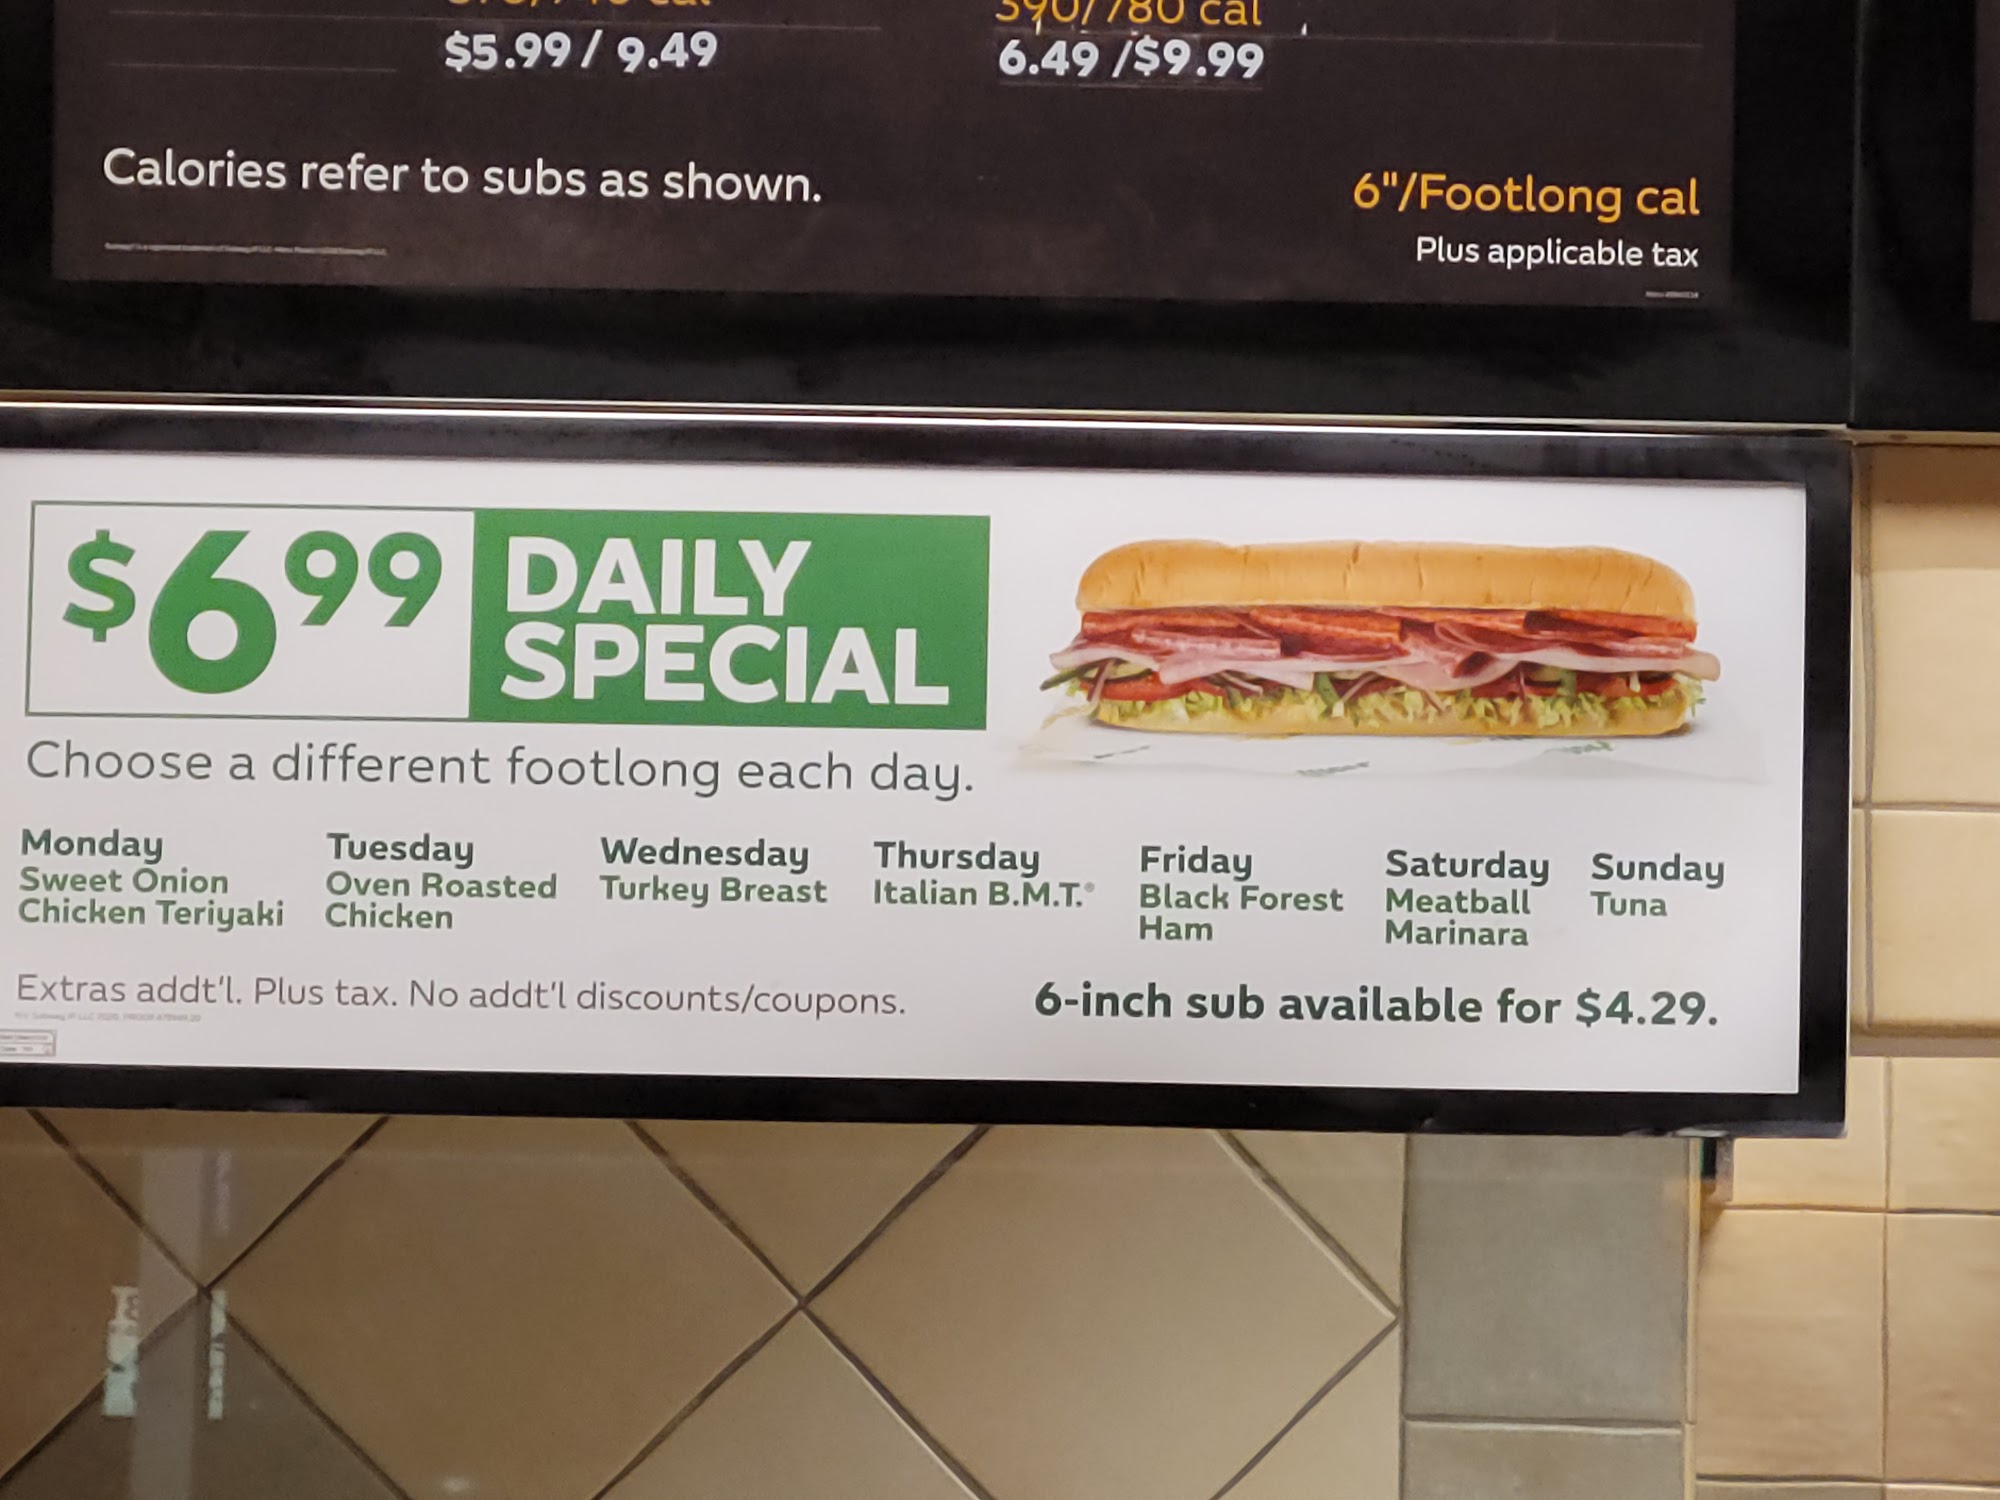 $5.99 / 9.49
6.49 /$9.99
Calories refer to subs as shown.
6"/Footlong cal
Plus applicable tax
$6.99
DAILY
SPECIAL
Choose a different footlong each day.
Monday
Sweet Onion
Chicken Teriyaki
Tuesday
Oven Roasted
Chicken
Wednesday
Turkey Breast
Thursday
Italian B.M.T.®
Friday
Black Forest
Ham
Saturday
Meatball
Marinara
Sunday
Tuna
Extras addt'l. Plus tax. No addt'l discounts/coupons.
6-inch sub available for $4.29.